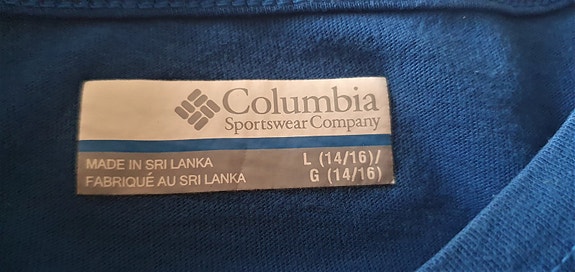 Columbia
Sportswear Company
MADE IN SRI LANKA
FABRIQUÉ AU SRI LANKA
L (14/16)/
G (14/16)